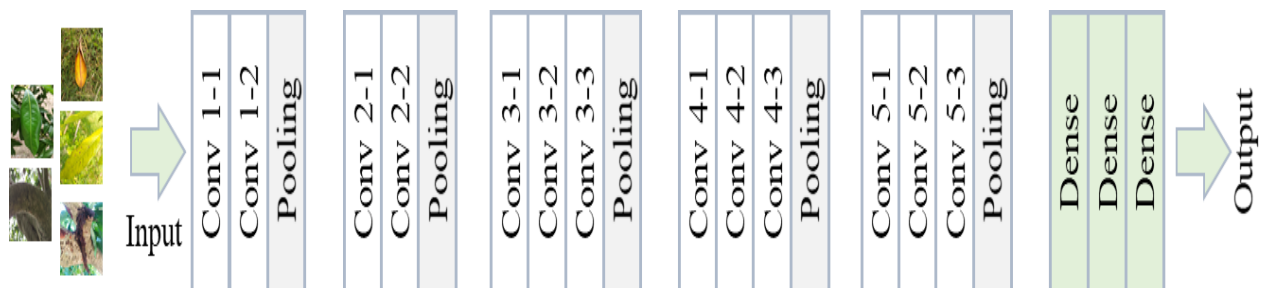 Input
Conv 1-1
Conv 1-2
Pooling
Conv 2-1
Conv 2-2
Pooling
Conv 3-1
Conv 3-2
Conv 3-3
Pooling
Conv 4-1
Conv 4-2
Conv 4-3
Pooling
Conv 5-1
Conv 5-2
Conv 5-3
Pooling
Dense
Dense
Dense
Output